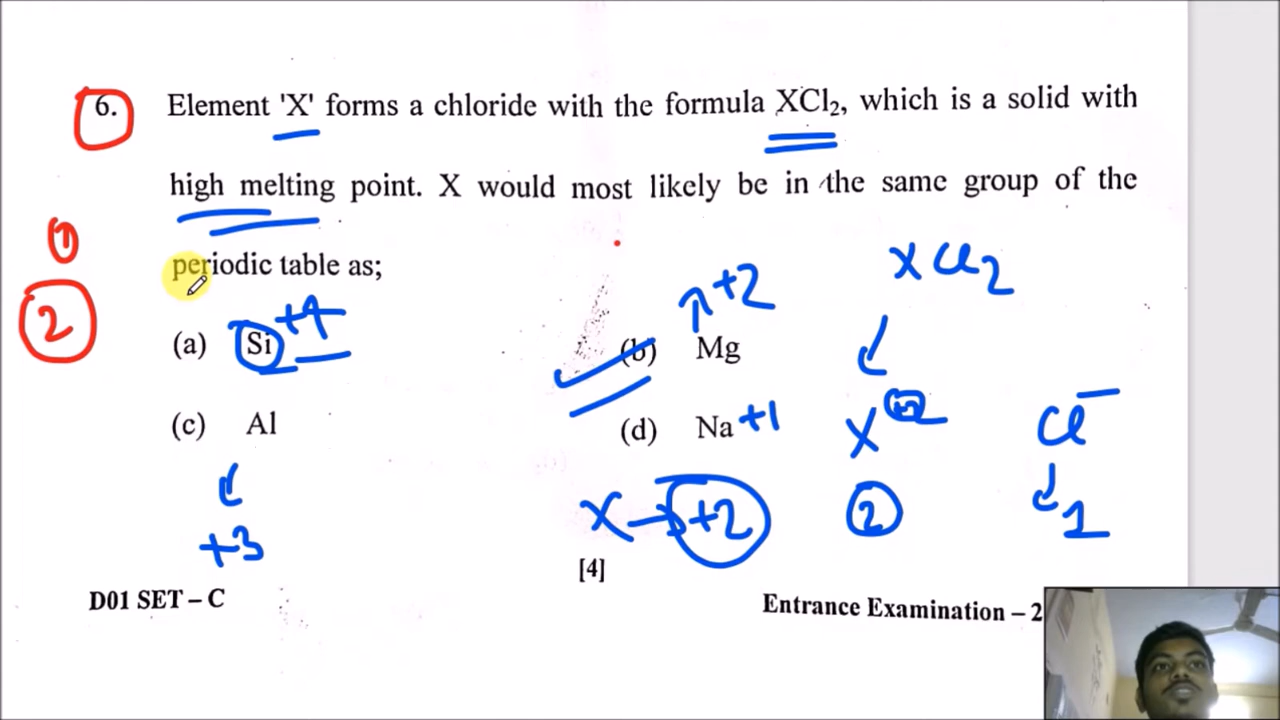 6. Element 'X' forms a chloride with the formula XCl₂, which is a solid with
high melting point. X would most likely be in the same group of the
periodic table as;
1
2
XCl₂
(a) Si +4
(b) Mg +2
(c) Al
(d) Na +1
X+2
Cl⁻
+3
X → +2
2
1
[4]
D01 SET – C
Entrance Examination – 2